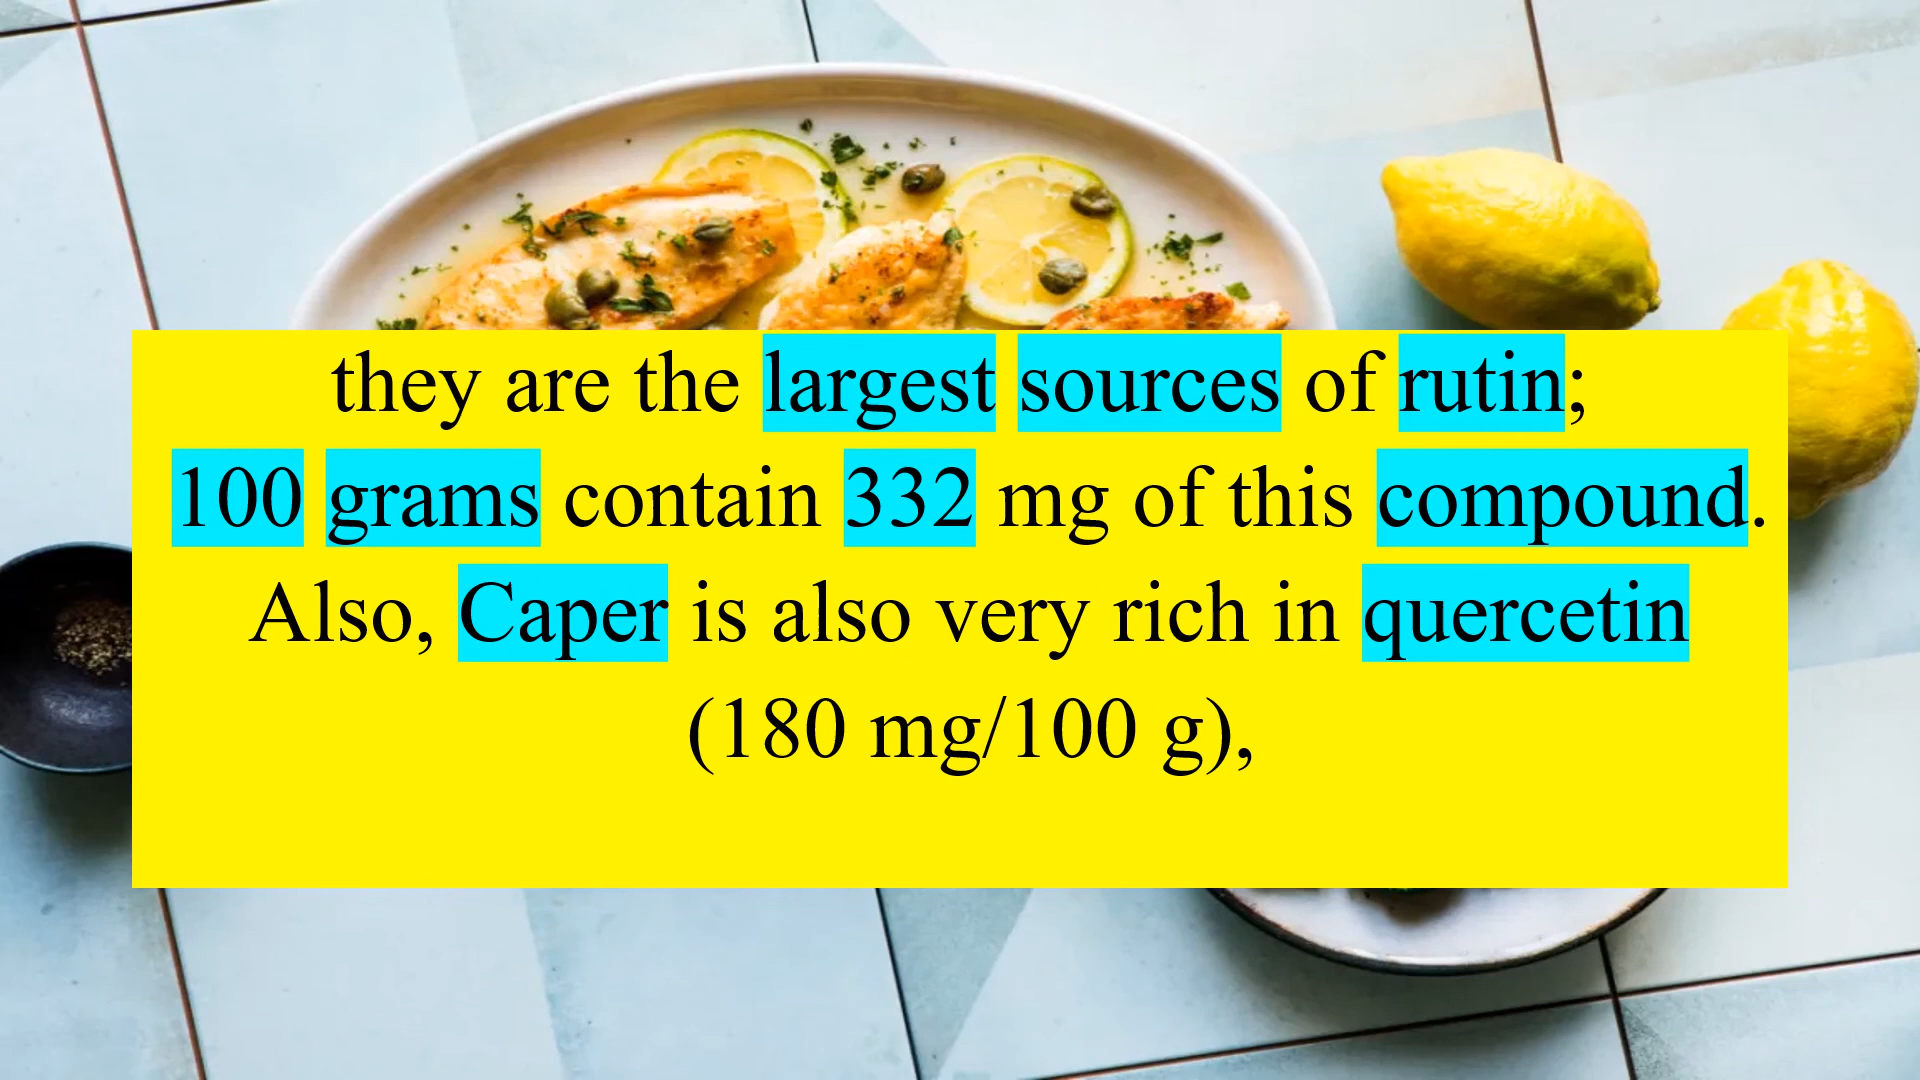 they are the largest sources of rutin;
100 grams contain 332 mg of this compound.
Also, Caper is also very rich in quercetin
(180 mg/100 g),